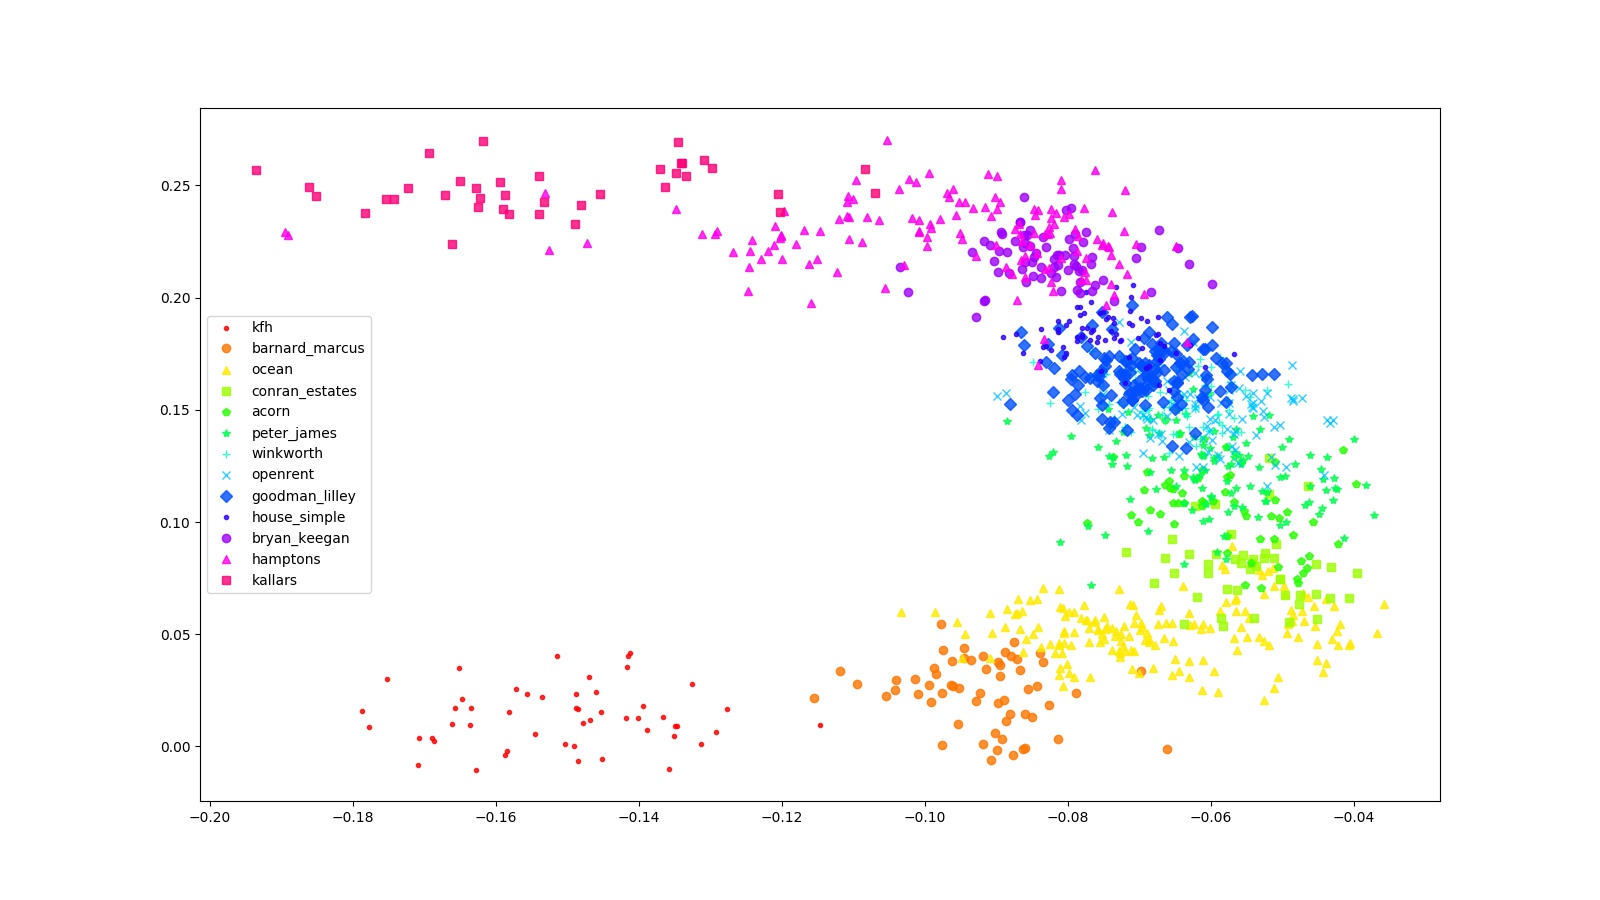 0.25
0.20
0.15
0.10
0.05
0.00
kfh
barnard_marcus
ocean
conran_estates
acorn
peter_james
winkworth
openrent
goodman_lilley
house_simple
bryan_keegan
hamptons
kallars
−0.20 −0.18 −0.16 −0.14 −0.12 −0.10 −0.08 −0.06 −0.04